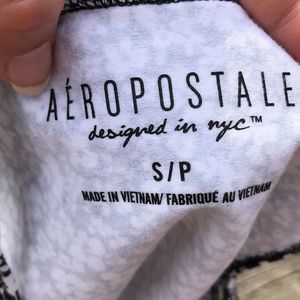 AÉROPOSTALE
designed in nyc™
S/P
MADE IN VIETNAM/ FABRIQUÉ AU VIETNAM